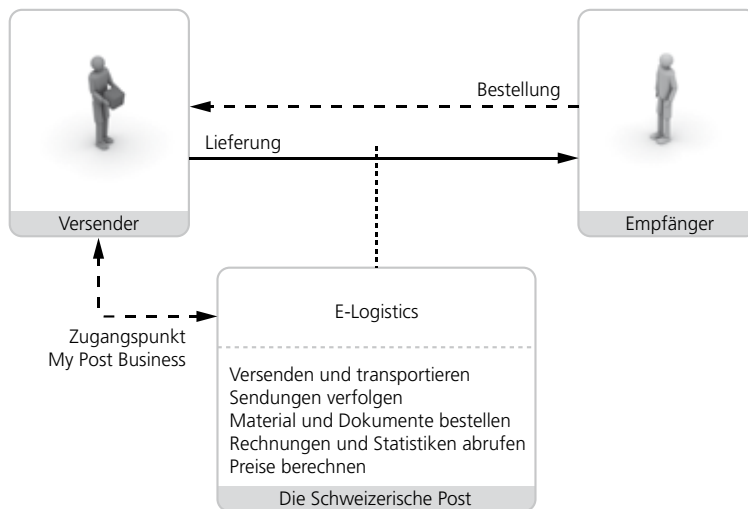 Bestellung
Lieferung
Versender
Empfänger
Zugangspunkt
My Post Business
E-Logistics
Versenden und transportieren
Sendungen verfolgen
Material und Dokumente bestellen
Rechnungen und Statistiken abrufen
Preise berechnen
Die Schweizerische Post